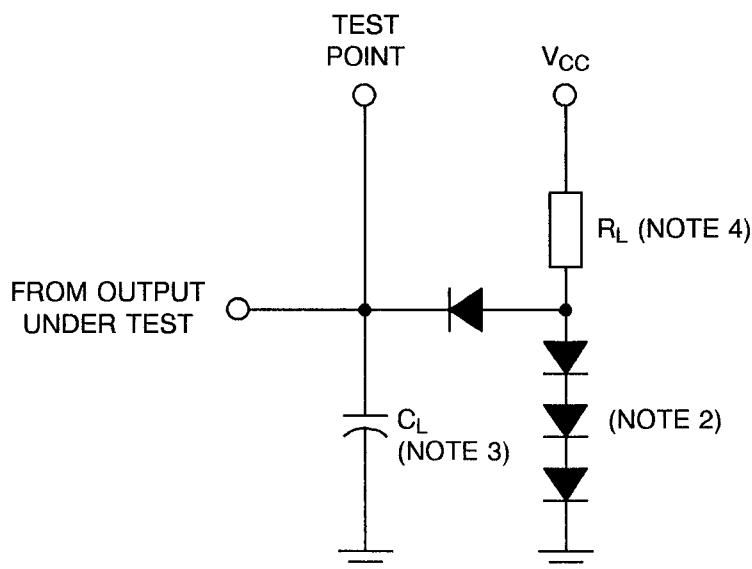 TEST
POINT
VCC
RL (NOTE 4)
FROM OUTPUT
UNDER TEST
CL
(NOTE 3)
(NOTE 2)